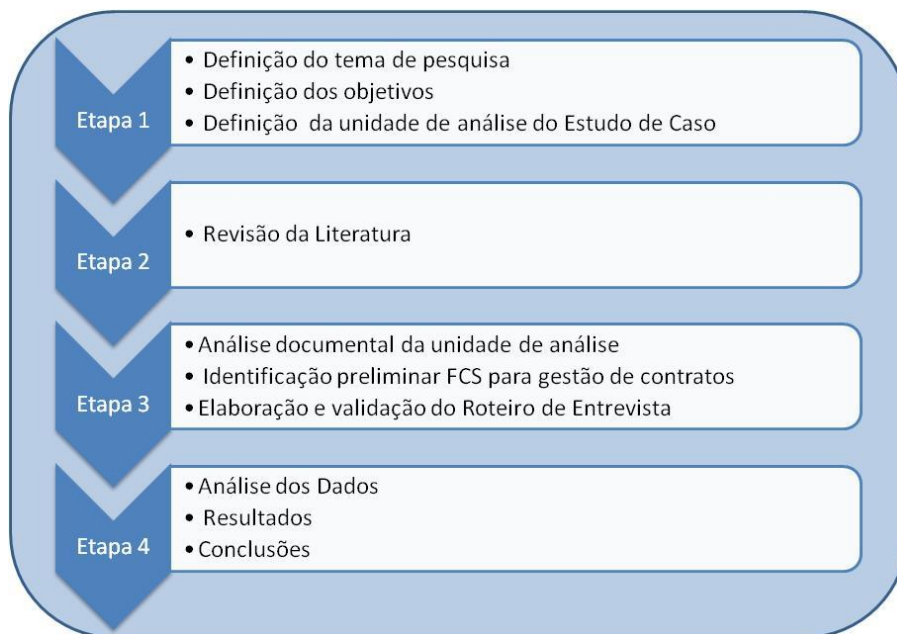 Etapa 1
• Definição do tema de pesquisa
• Definição dos objetivos
• Definição da unidade de análise do Estudo de Caso
Etapa 2
• Revisão da Literatura
Etapa 3
• Análise documental da unidade de análise
• Identificação preliminar FCS para gestão de contratos
• Elaboração e validação do Roteiro de Entrevista
Etapa 4
• Análise dos Dados
• Resultados
• Conclusões